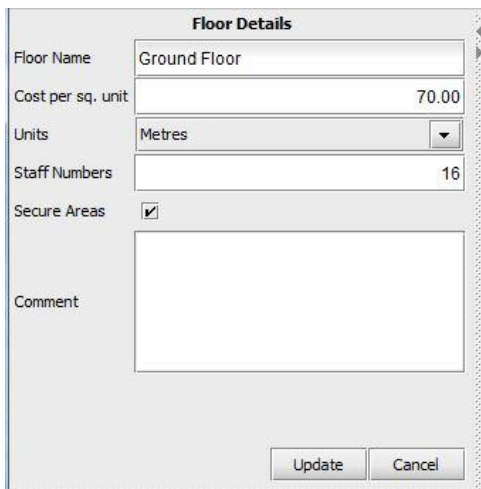 Floor Details
Floor Name Ground Floor
Cost per sq. unit 70.00
Units Metres
Staff Numbers 16
Secure Areas
Comment
Update Cancel